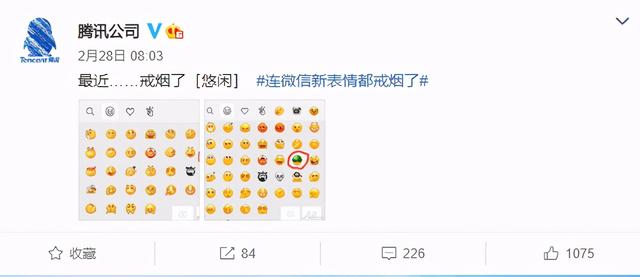 腾讯公司
2月28日 08:03
Tencent 腾讯
最近……戒烟了［悠闲］ #连微信新表情都戒烟了#
收藏
84
226
1075